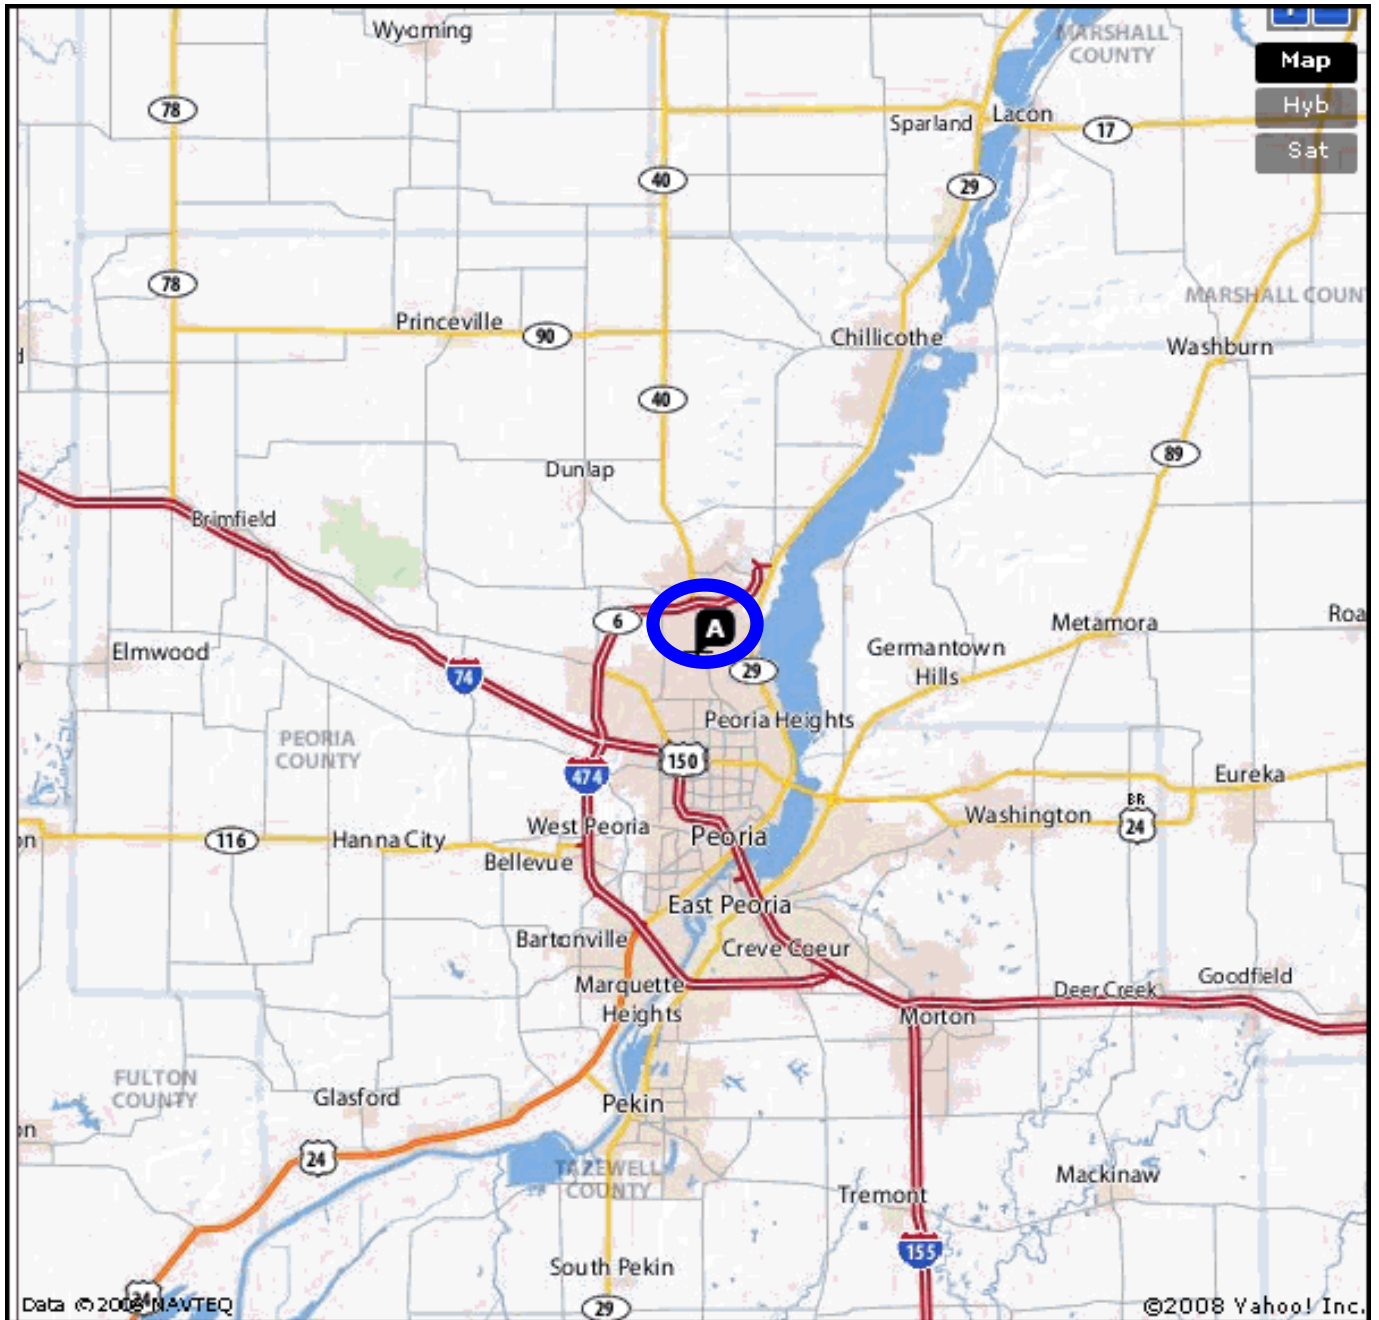 Wyoming
MARSHALL
COUNTY
Map
Hyb
Sat
78
Sparland
Lacon
17
40
29
78
MARSHALL COUN
Princeville
90
Chillicothe
Washburn
40
89
Dunlap
Brimfield
6
A
Metamora
Roa
Elmwood
Germantown
Hills
74
29
PEORIA
COUNTY
Peoria Heights
150
474
Eureka
West Peoria
Peoria
Washington
BR
24
116
Hanna City
Bellevue
East Peoria
Bartonville
Creve Coeur
Marquette
Heights
Deer Creek
Goodfield
Morton
FULTON
COUNTY
Glasford
Pekin
24
TAZEWELL
COUNTY
Mackinaw
Tremont
155
South Pekin
24
29
Data ©2008 NAVTEQ
©2008 Yahoo! Inc.